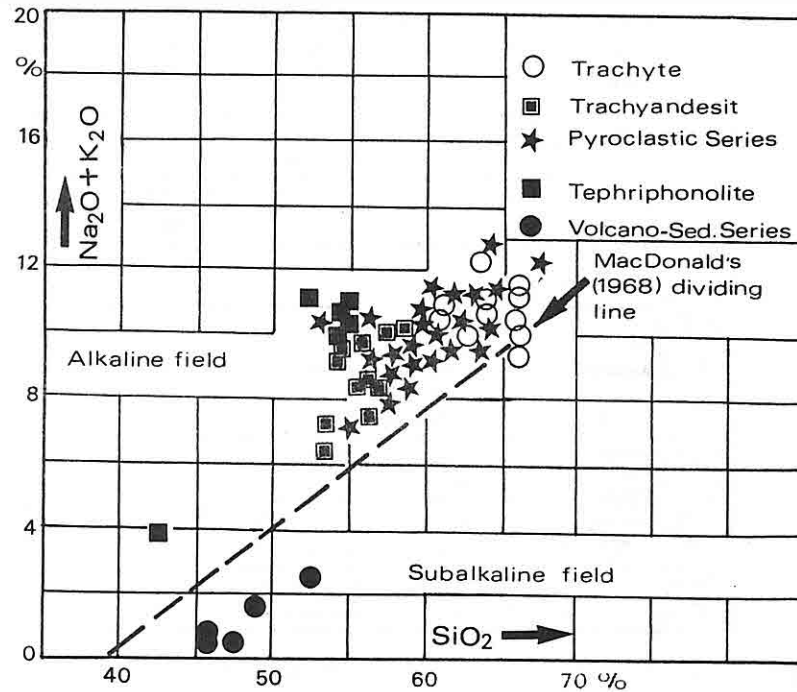 20
%
16
12
8
4
0
Na₂O+K₂O
Trachyte
Trachyandesit
Pyroclastic Series
Tephriphonolite
Volcano-Sed. Series
MacDonald's
(1968) dividing
line
Alkaline field
Subalkaline field
SiO₂
40
50
60
70 %